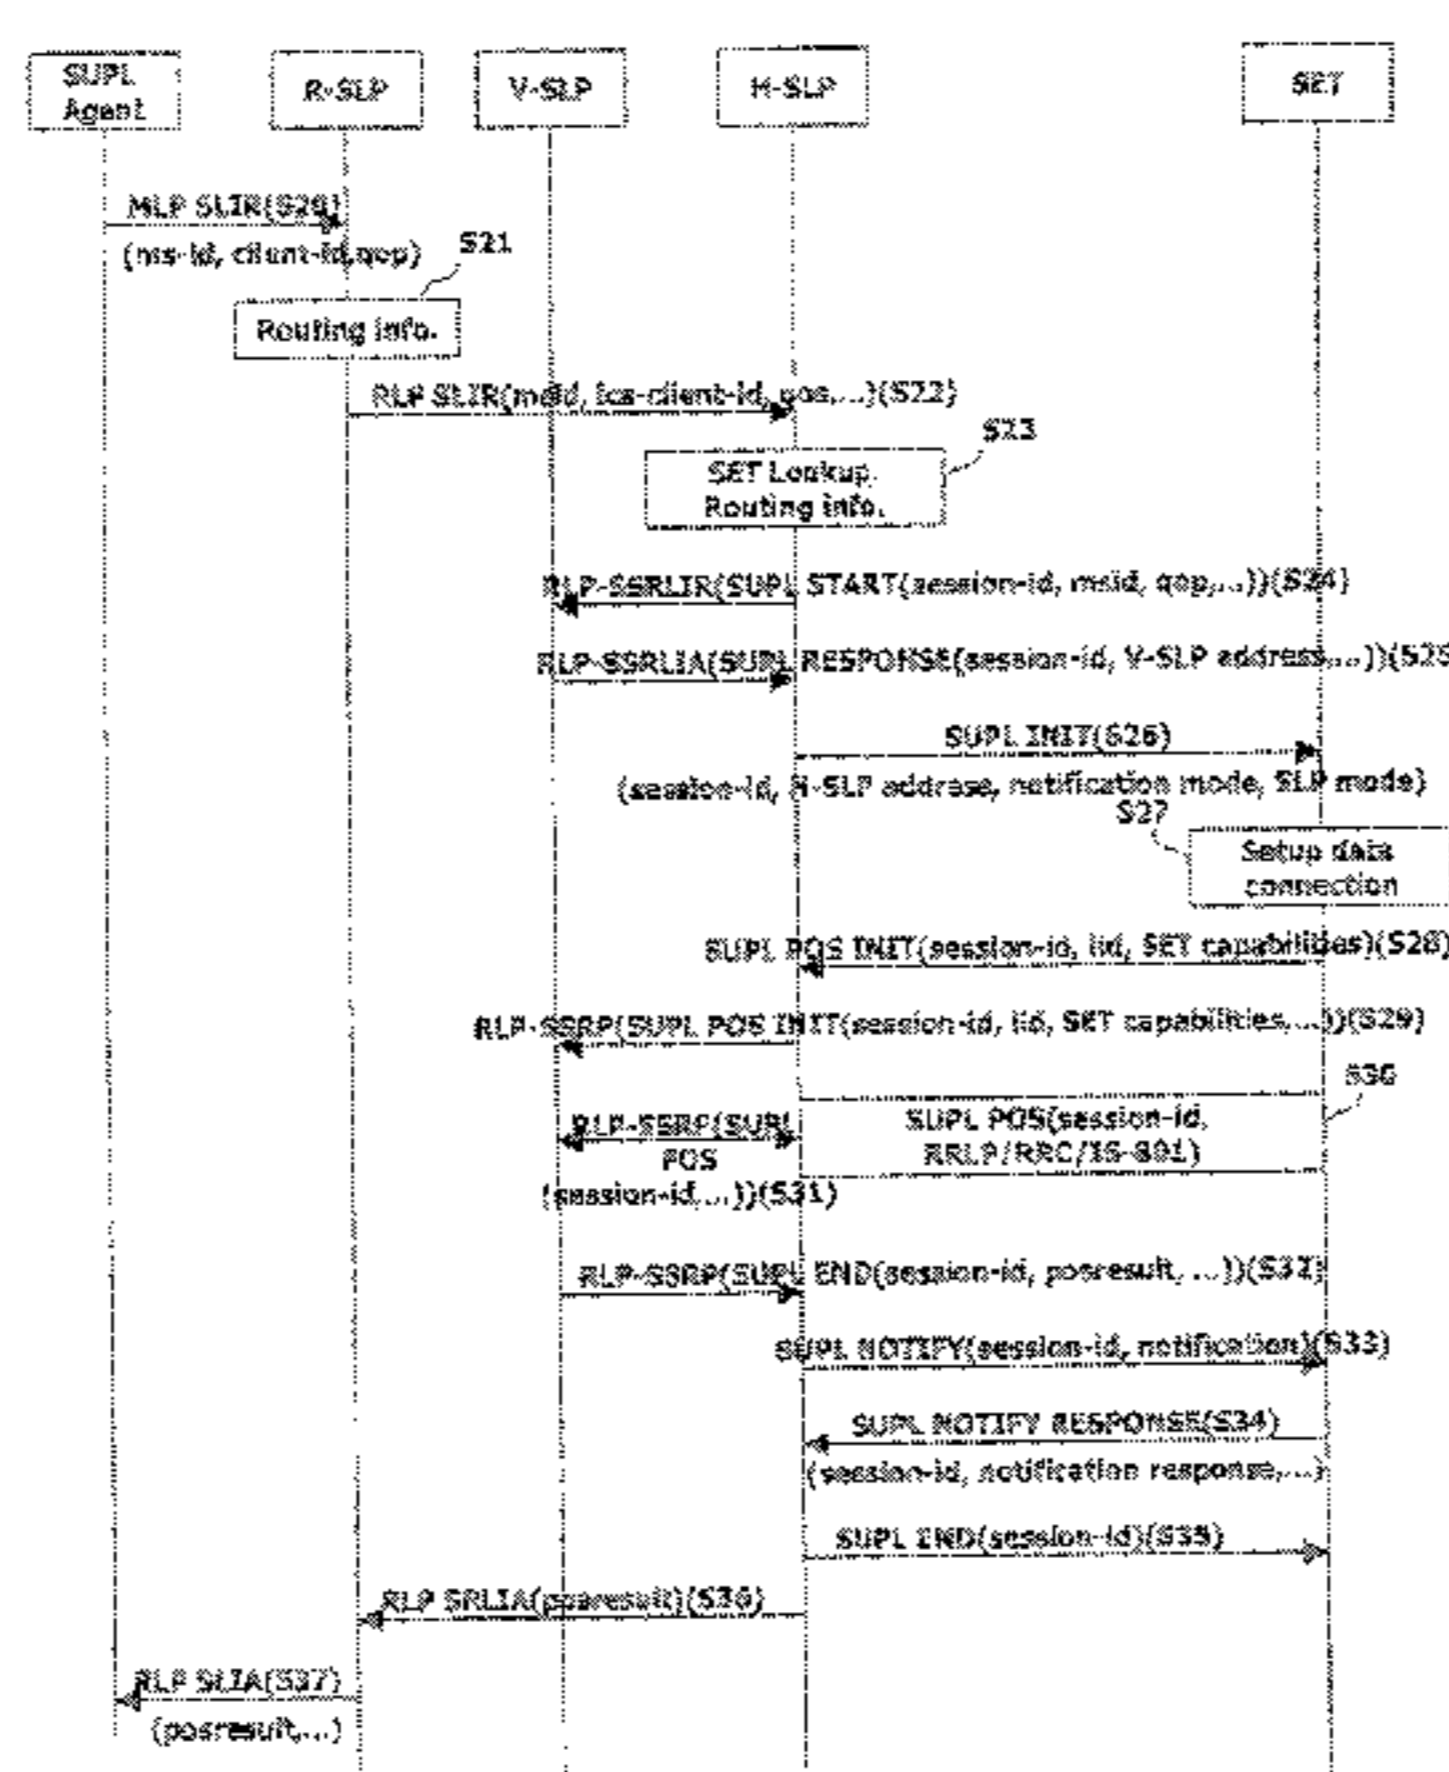 SUPL
Agent
R-SLP
V-SLP
H-SLP
SET
MLP SLIR(S20)
(ms-id, client-id,qop)
S21
Routing info.
RLP SLIR(msid, lcs-client-id, qos,...)(S22)
S23
SET Lookup,
Routing info.
RLP-SSRLIR(SUPL START(session-id, msid, qop,...))(S24)
RLP-SSRLIA(SUPL RESPONSE(session-id, V-SLP address,...))(S25
SUPL INIT(S26)
(session-id, H-SLP address, notification mode, SLP mode)
S27
Setup data
connection
SUPL POS INIT(session-id, lid, SET capabilities)(S28)
RLP-SSRP(SUPL POS INIT(session-id, lid, SET capabilities,...))(S29)
S30
SUPL POS(session-id,
RRLP/RRC/IS-801)
RLP-SSRP(SUPL
POS
(session-id,...))(S31)
RLP-SSRP(SUPL END(session-id, posresult, ...))(S32)
SUPL NOTIFY(session-id, notification)(S33)
SUPL NOTIFY RESPONSE(S34)
(session-id, notification response,...)
SUPL END(session-id)(S35)
RLP SRLIA(posresult)(S36)
RLP SLIA(S37)
(posresult,...)